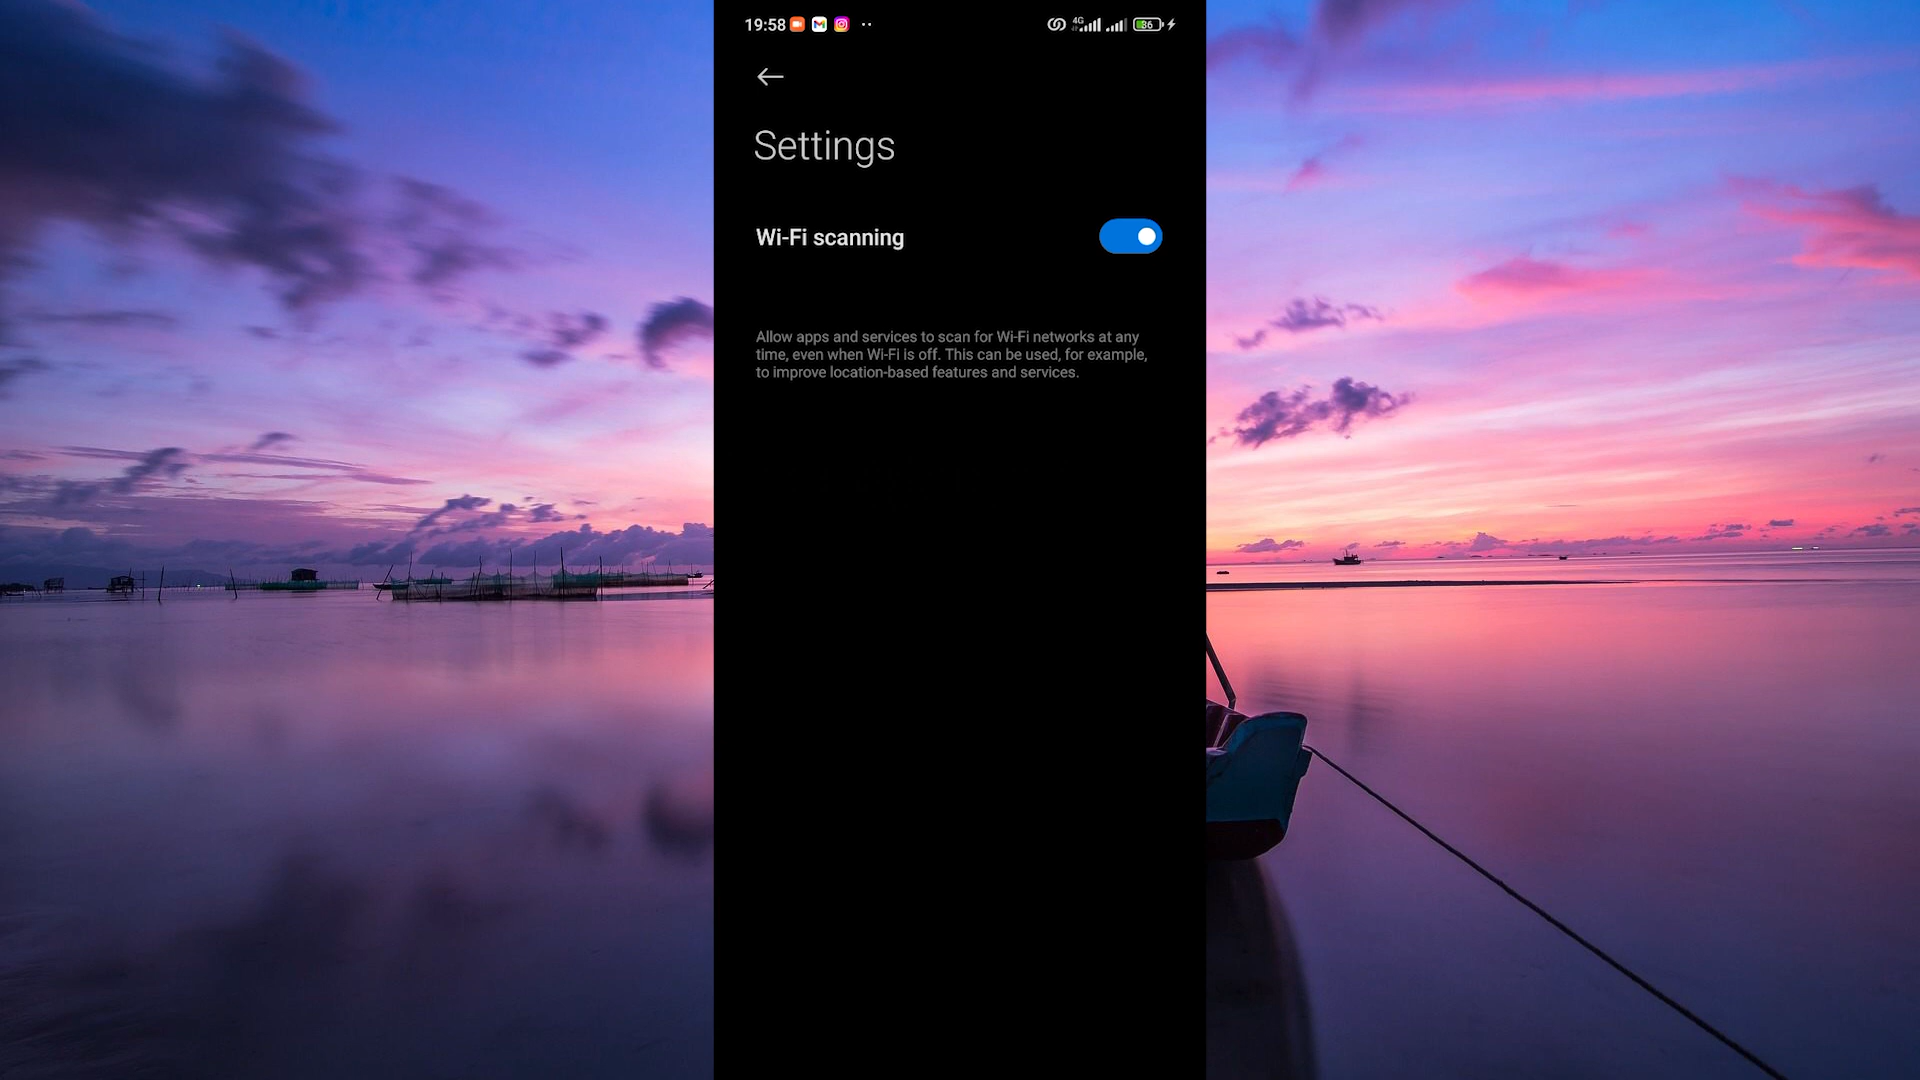 19:58
4G
36
Settings
Wi-Fi scanning
Allow apps and services to scan for Wi-Fi networks at any
time, even when Wi-Fi is off. This can be used, for example,
to improve location-based features and services.